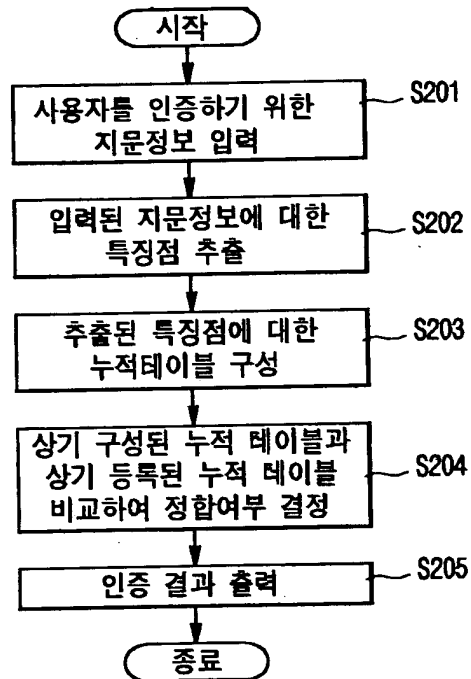 시작
사용자를 인증하기 위한
지문정보 입력
S201
입력된 지문정보에 대한
특징점 추출
S202
추출된 특징점에 대한
누적테이블 구성
S203
상기 구성된 누적 테이블과
상기 등록된 누적 테이블
비교하여 정합여부 결정
S204
인증 결과 출력
S205
종료